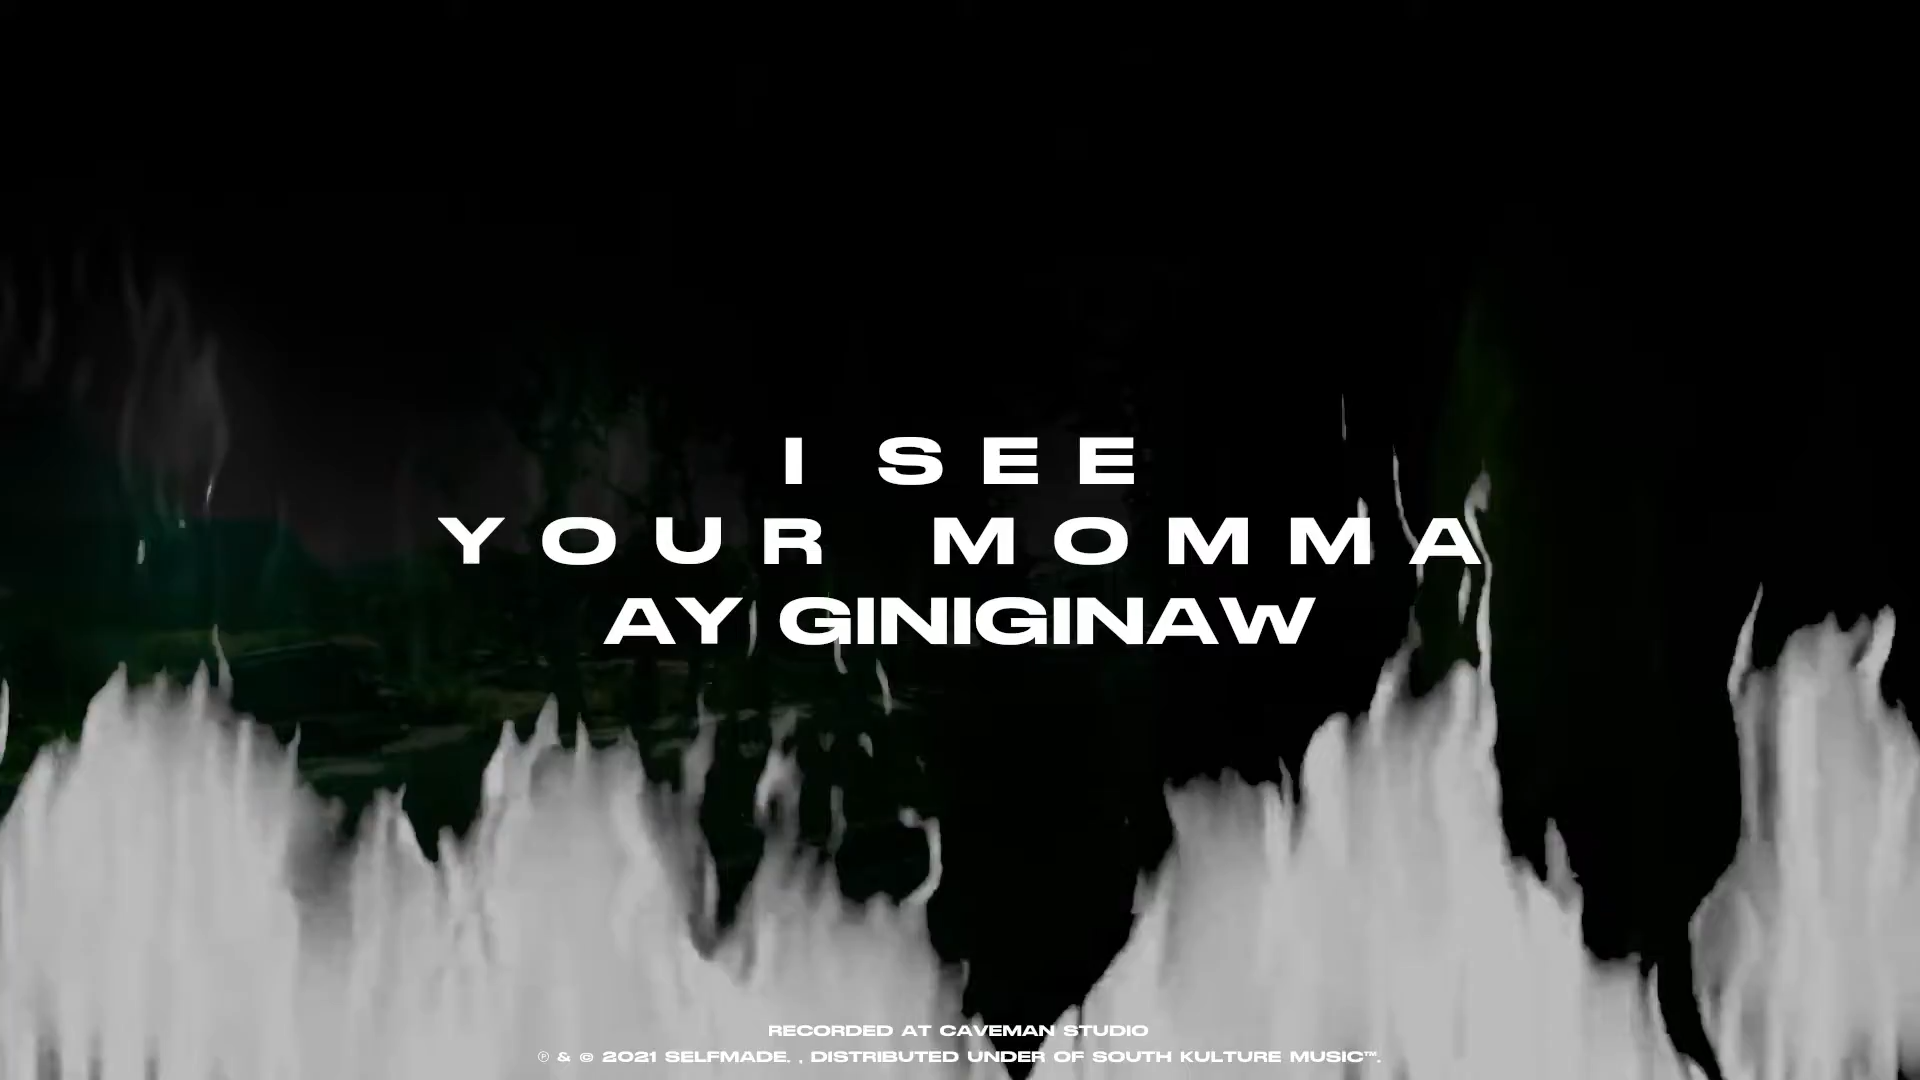 I SEE
YOUR MOMMA
AY GINIGINAW
RECORDED AT CAVEMAN STUDIO
℗ & © 2021 SELFMADE. , DISTRIBUTED UNDER OF SOUTH KULTURE MUSIC™.